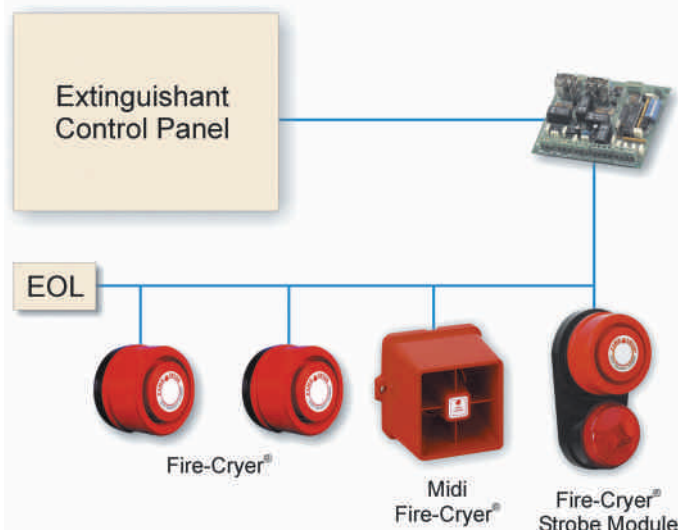 Extinguishant
Control Panel
EOL
Fire-Cryer®
Midi
Fire-Cryer®
Fire-Cryer®
Strobe Module